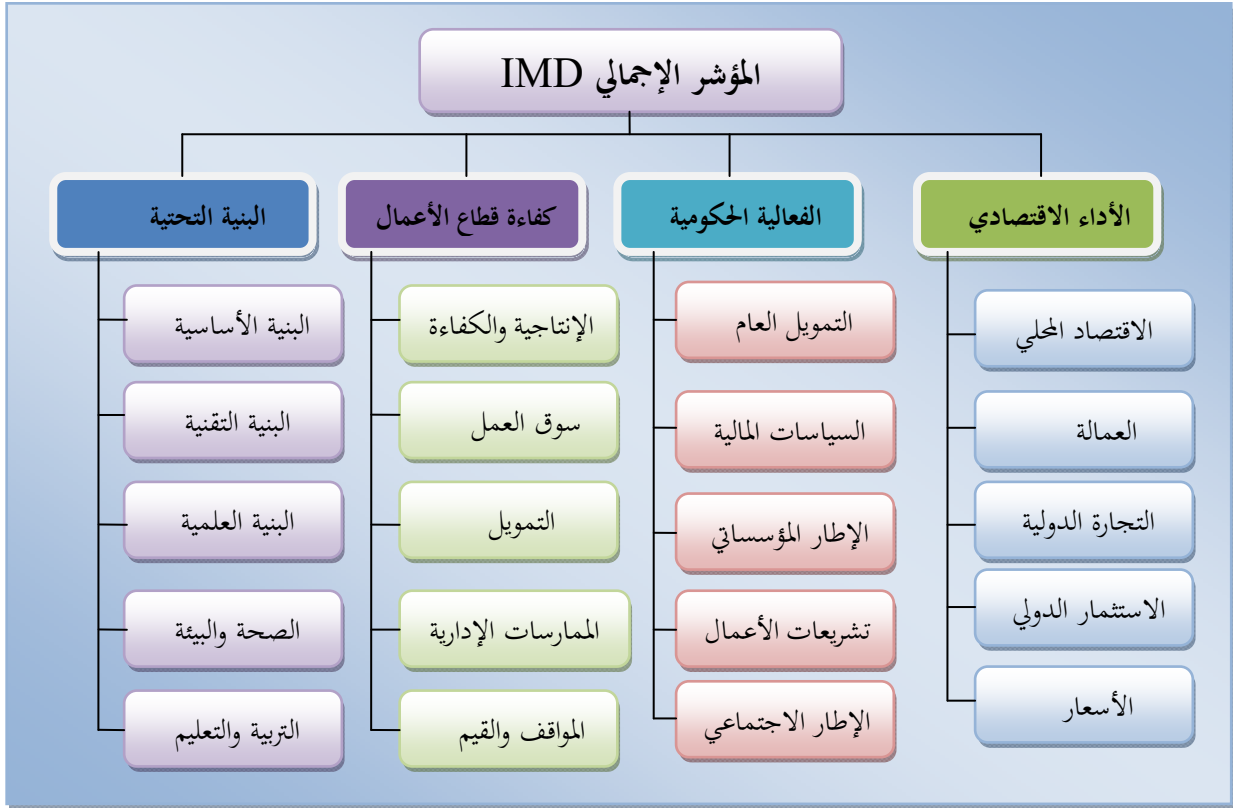 المؤشر الإجمالي IMD
الأداء الاقتصادي
الاقتصاد المحلي
العمالة
التجارة الدولية
الاستثمار الدولي
الأسعار
الفعالية الحكومية
التمويل العام
السياسات المالية
الإطار المؤسساتي
تشريعات الأعمال
الإطار الاجتماعي
كفاءة قطاع الأعمال
الإنتاجية والكفاءة
سوق العمل
التمويل
الممارسات الإدارية
المواقف والقيم
البنية التحتية
البنية الأساسية
البنية التقنية
البنية العلمية
الصحة والبيئة
التربية والتعليم